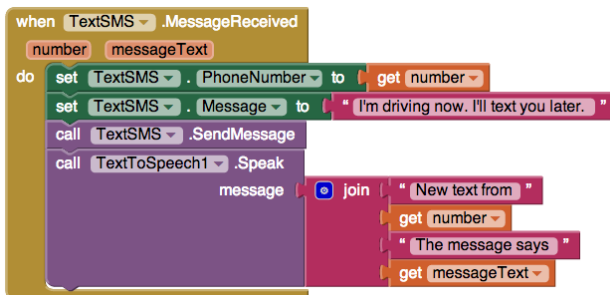 when TextSMS .MessageReceived
number messageText
do set TextSMS . PhoneNumber to get number
set TextSMS . Message to " I'm driving now. I'll text you later. "
call TextSMS .SendMessage
call TextToSpeech1 .Speak
message join " New text from "
get number
" The message says "
get messageText